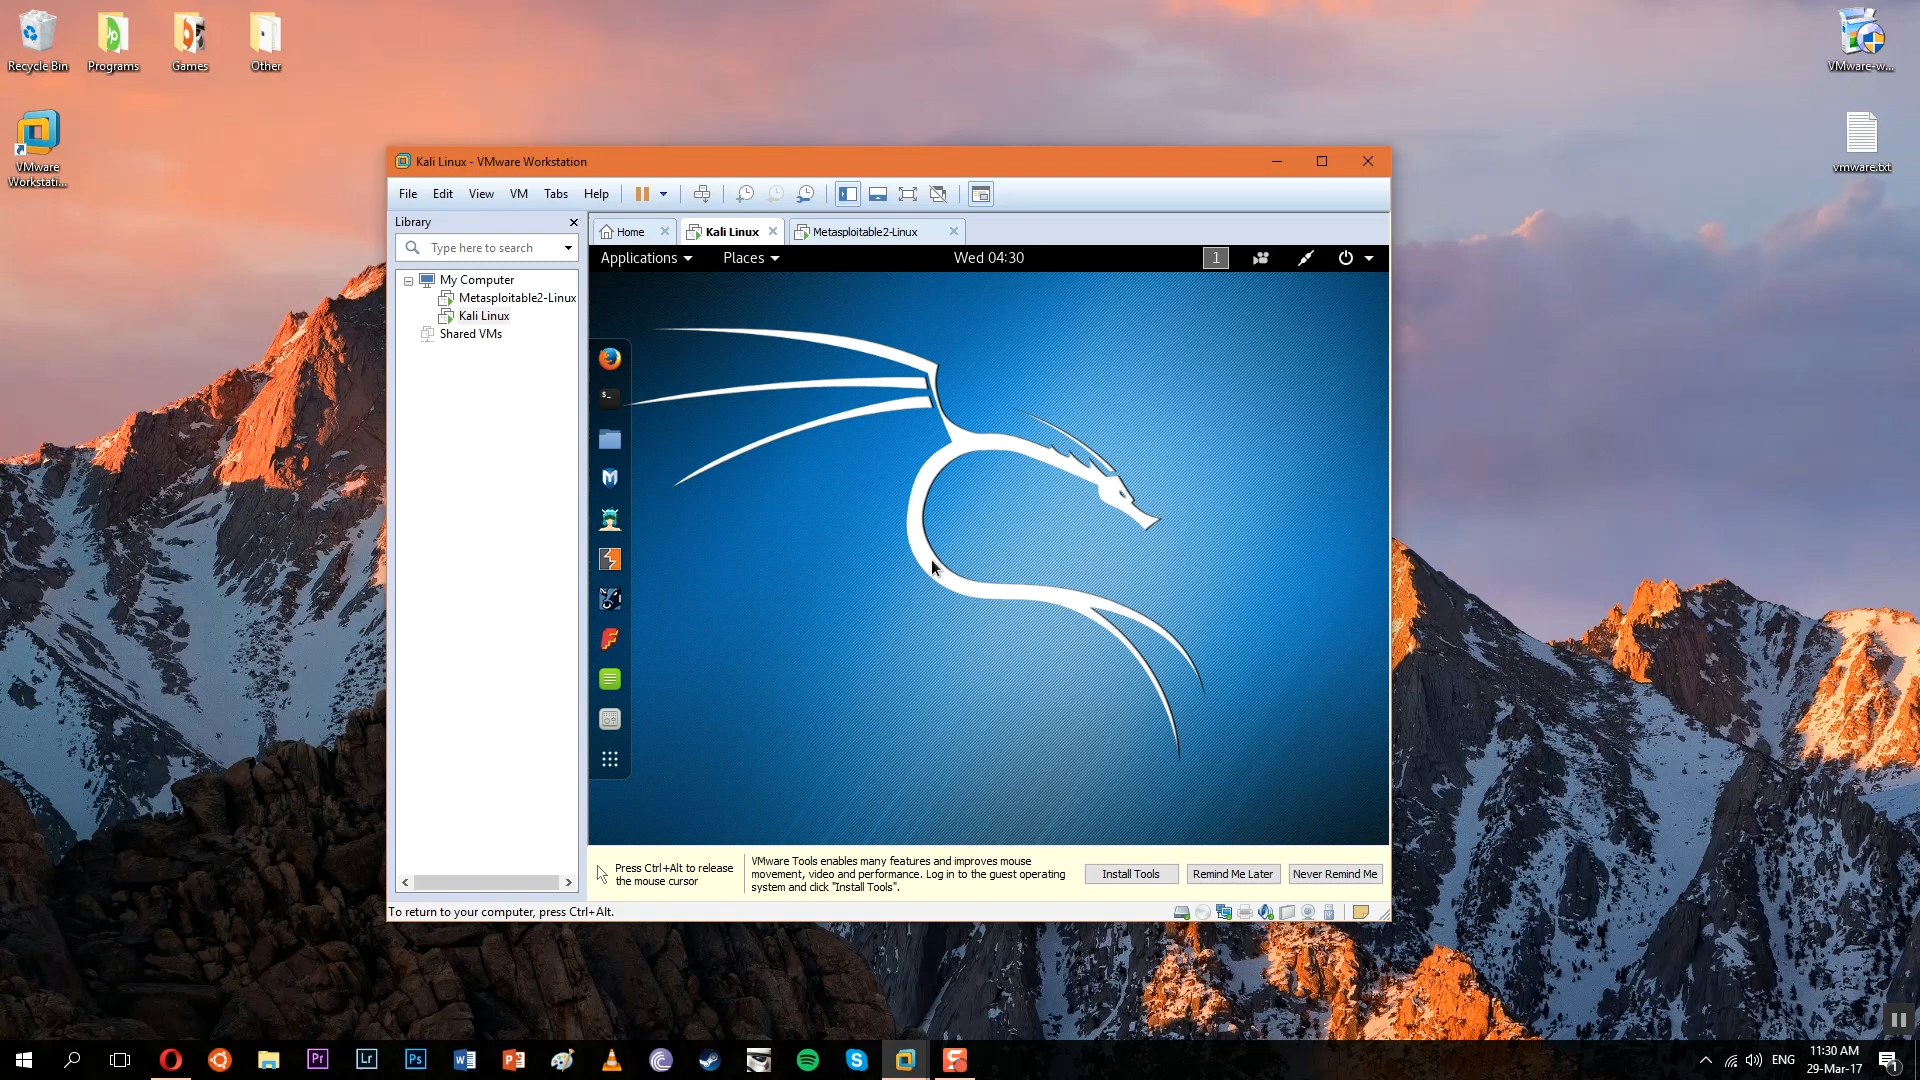 Recycle Bin
Programs
Games
Other
VMware-w...
VMware
Workstati...
vmware.txt
Kali Linux - VMware Workstation
File Edit View VM Tabs Help
Library
Type here to search
Home
Kali Linux
Metasploitable2-Linux
My Computer
Metasploitable2-Linux
Kali Linux
Shared VMs
Applications Places Wed 04:30 1
$_
Press Ctrl+Alt to release
the mouse cursor
VMware Tools enables many features and improves mouse
movement, video and performance. Log in to the guest operating
system and click "Install Tools".
Install Tools
Remind Me Later
Never Remind Me
To return to your computer, press Ctrl+Alt.
Pr
Lr
Ps
ENG
11:30 AM
29-Mar-17
1